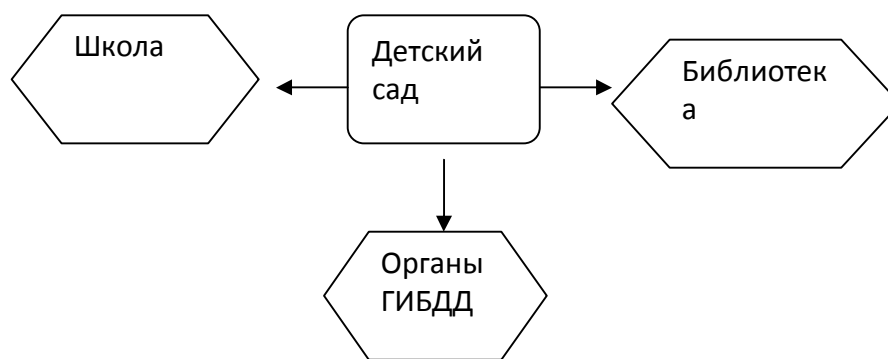 Школа
Детский
сад
Библиотек
а
Органы
ГИБДД